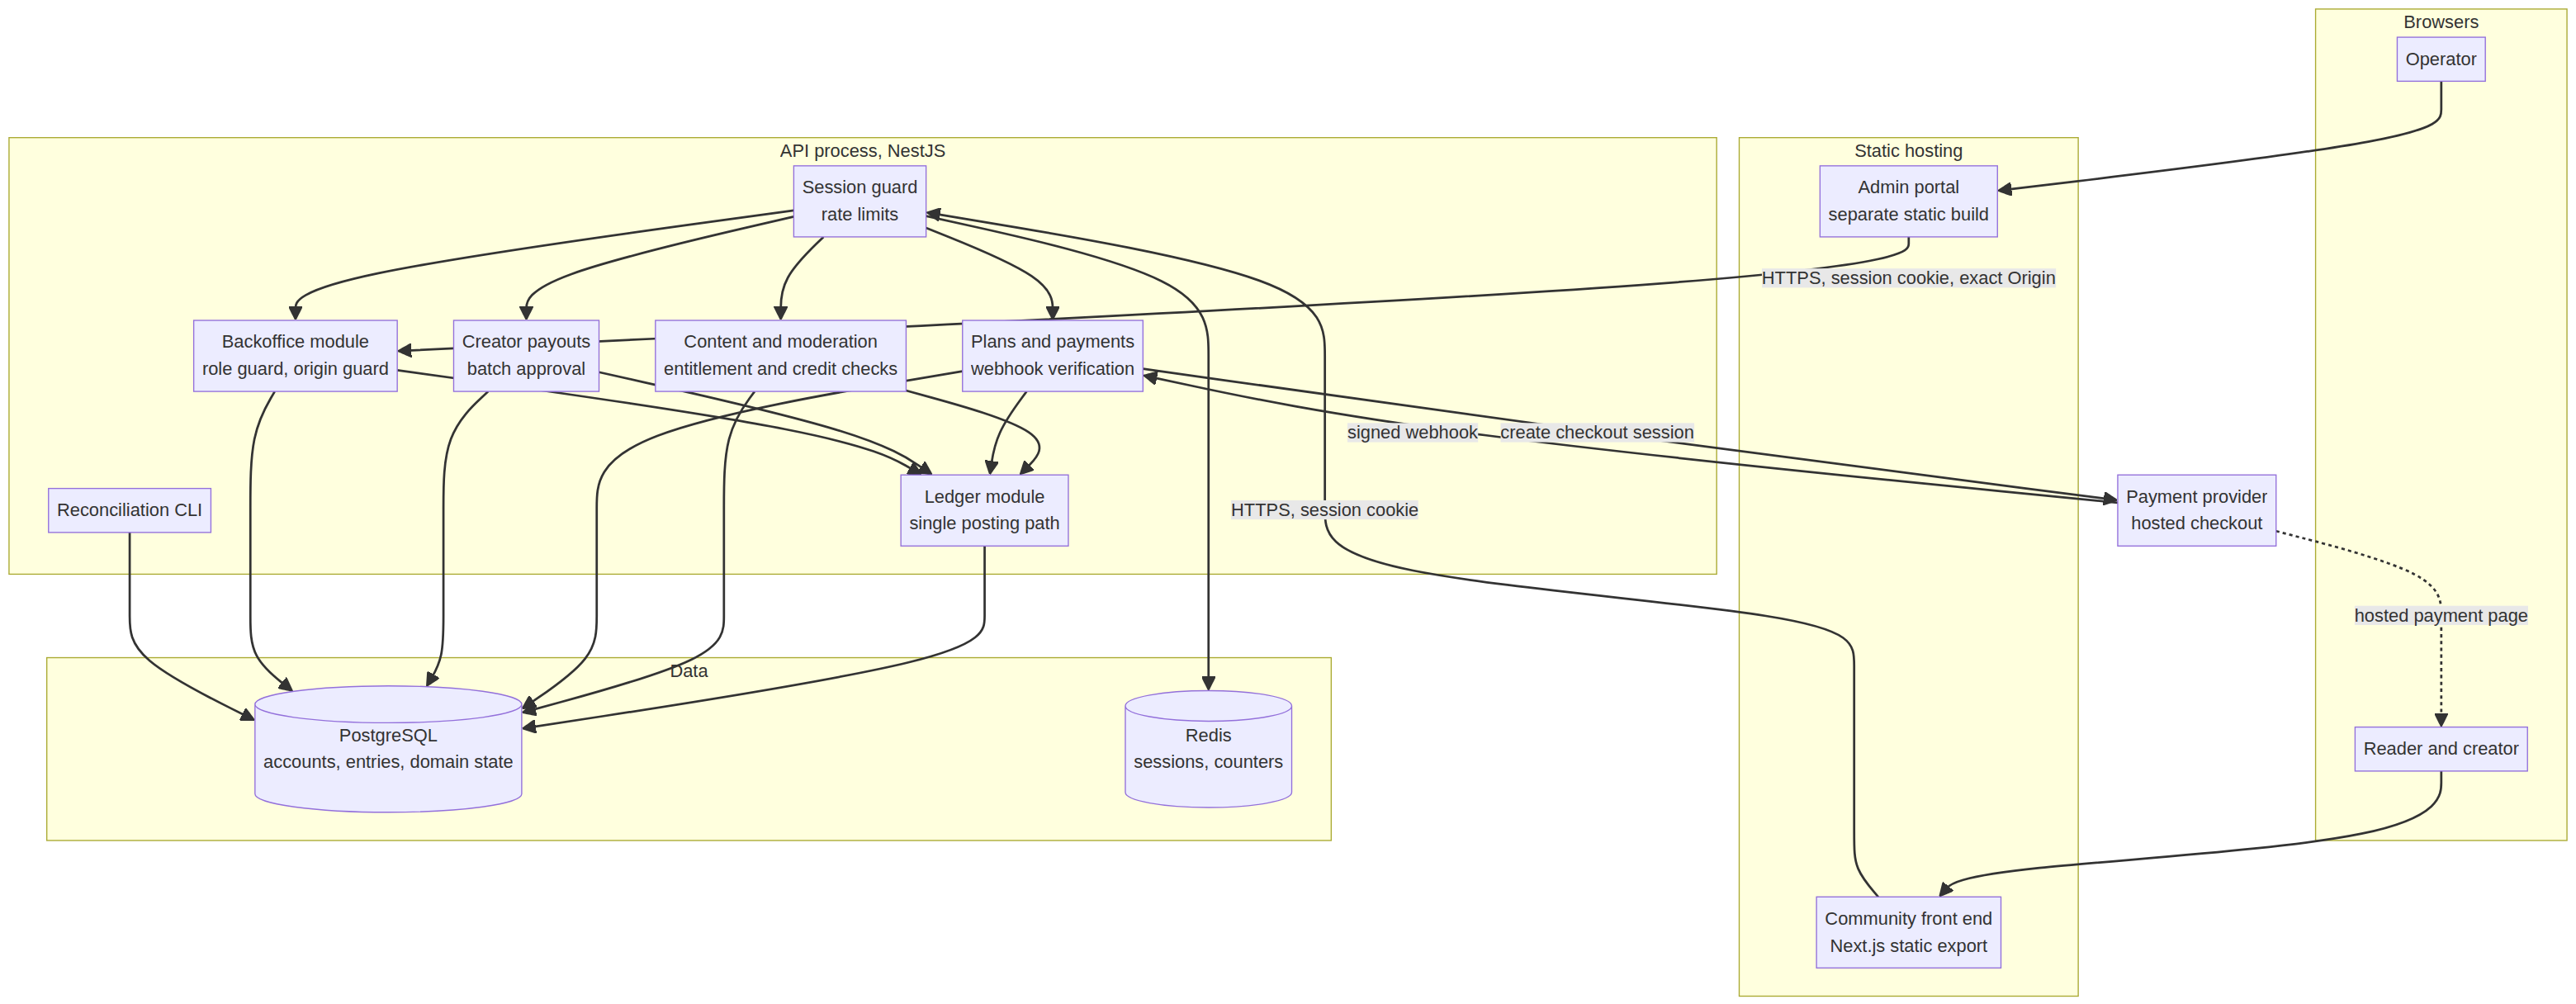 Browsers
Operator
API process, NestJS
Static hosting
Session guard
rate limits
Admin portal
separate static build
HTTPS, session cookie, exact Origin
Backoffice module
role guard, origin guard
Creator payouts
batch approval
Content and moderation
entitlement and credit checks
Plans and payments
webhook verification
signed webhook
create checkout session
Reconciliation CLI
Ledger module
single posting path
HTTPS, session cookie
Payment provider
hosted checkout
hosted payment page
Data
PostgreSQL
accounts, entries, domain state
Redis
sessions, counters
Reader and creator
Community front end
Next.js static export